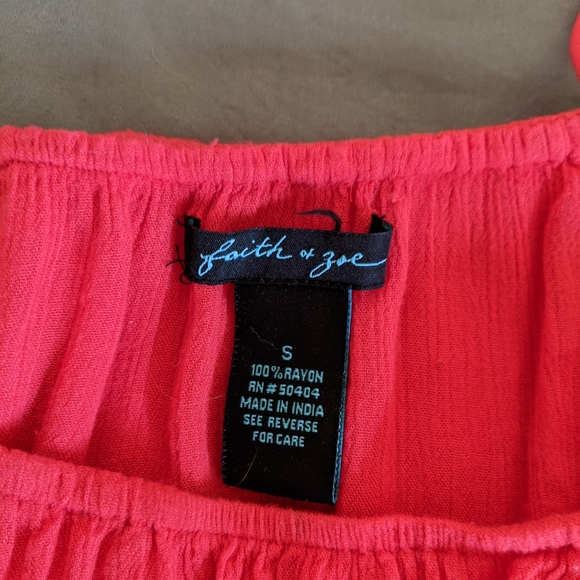 faith & zoe
S
100% RAYON
RN # 50404
MADE IN INDIA
SEE REVERSE
FOR CARE